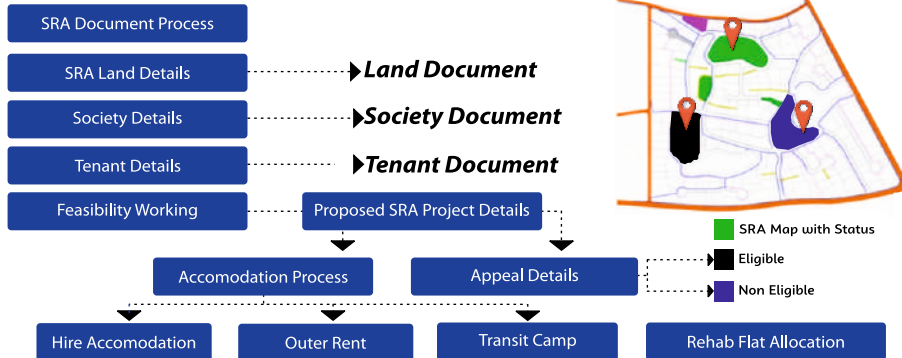 SRA Document Process
SRA Land Details
Land Document
Society Details
Society Document
Tenant Details
Tenant Document
Feasibility Working
Proposed SRA Project Details
SRA Map with Status
Eligible
Non Eligible
Accomodation Process
Appeal Details
Hire Accomodation
Outer Rent
Transit Camp
Rehab Flat Allocation